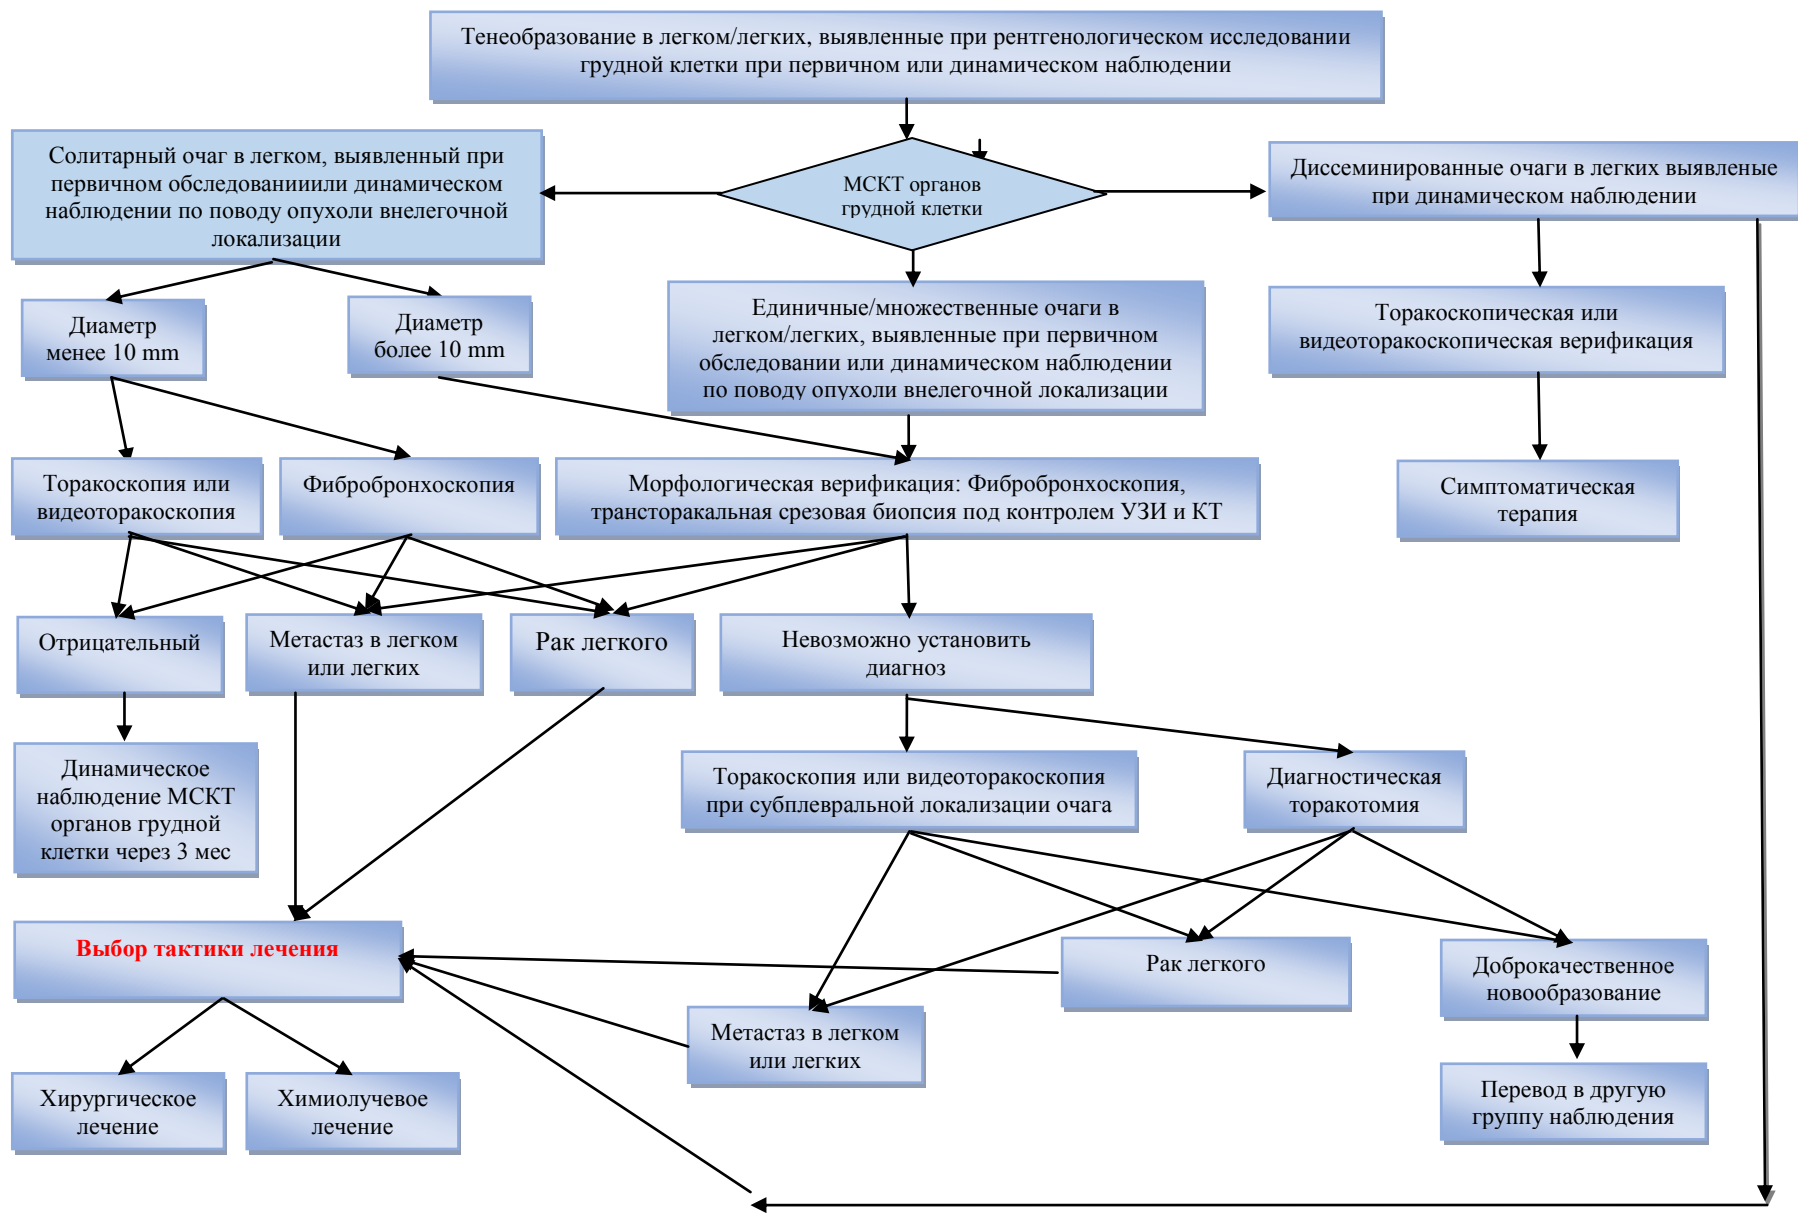 Тенеобразование в легком/легких, выявленные при рентгенологическом исследовании
грудной клетки при первичном или динамическом наблюдении
Солитарный очаг в легком, выявленный при
первичном обследованииили динамическом
наблюдении по поводу опухоли внелегочной
локализации
МСКТ органов
грудной клетки
Диссеминированные очаги в легких выявленые
при динамическом наблюдении
Диаметр
менее 10 mm
Диаметр
более 10 mm
Единичные/множественные очаги в
легком/легких, выявленные при первичном
обследовании или динамическом наблюдении
по поводу опухоли внелегочной локализации
Торакоскопическая или
видеоторакоскопическая верификация
Торакоскопия или
видеоторакоскопия
Фибробронхоскопия
Морфологическая верификация: Фибробронхоскопия,
трансторакальная срезовая биопсия под контролем УЗИ и КТ
Симптоматическая
терапия
Отрицательный
Метастаз в легком
или легких
Рак легкого
Невозможно установить
диагноз
Динамическое
наблюдение МСКТ
органов грудной
клетки через 3 мес
Торакоскопия или видеоторакоскопия
при субплевральной локализации очага
Диагностическая
торакотомия
Выбор тактики лечения
Рак легкого
Доброкачественное
новообразование
Метастаз в легком
или легких
Хирургическое
лечение
Химиолучевое
лечение
Перевод в другую
группу наблюдения